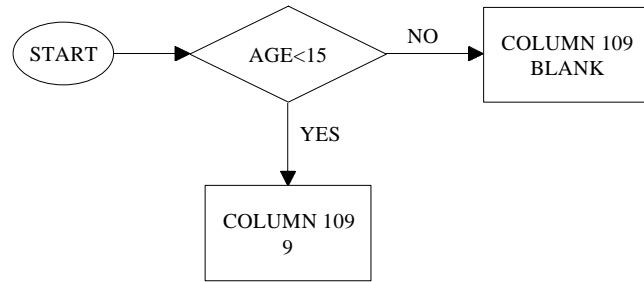 START
AGE<15
NO
COLUMN 109
BLANK
YES
COLUMN 109
9